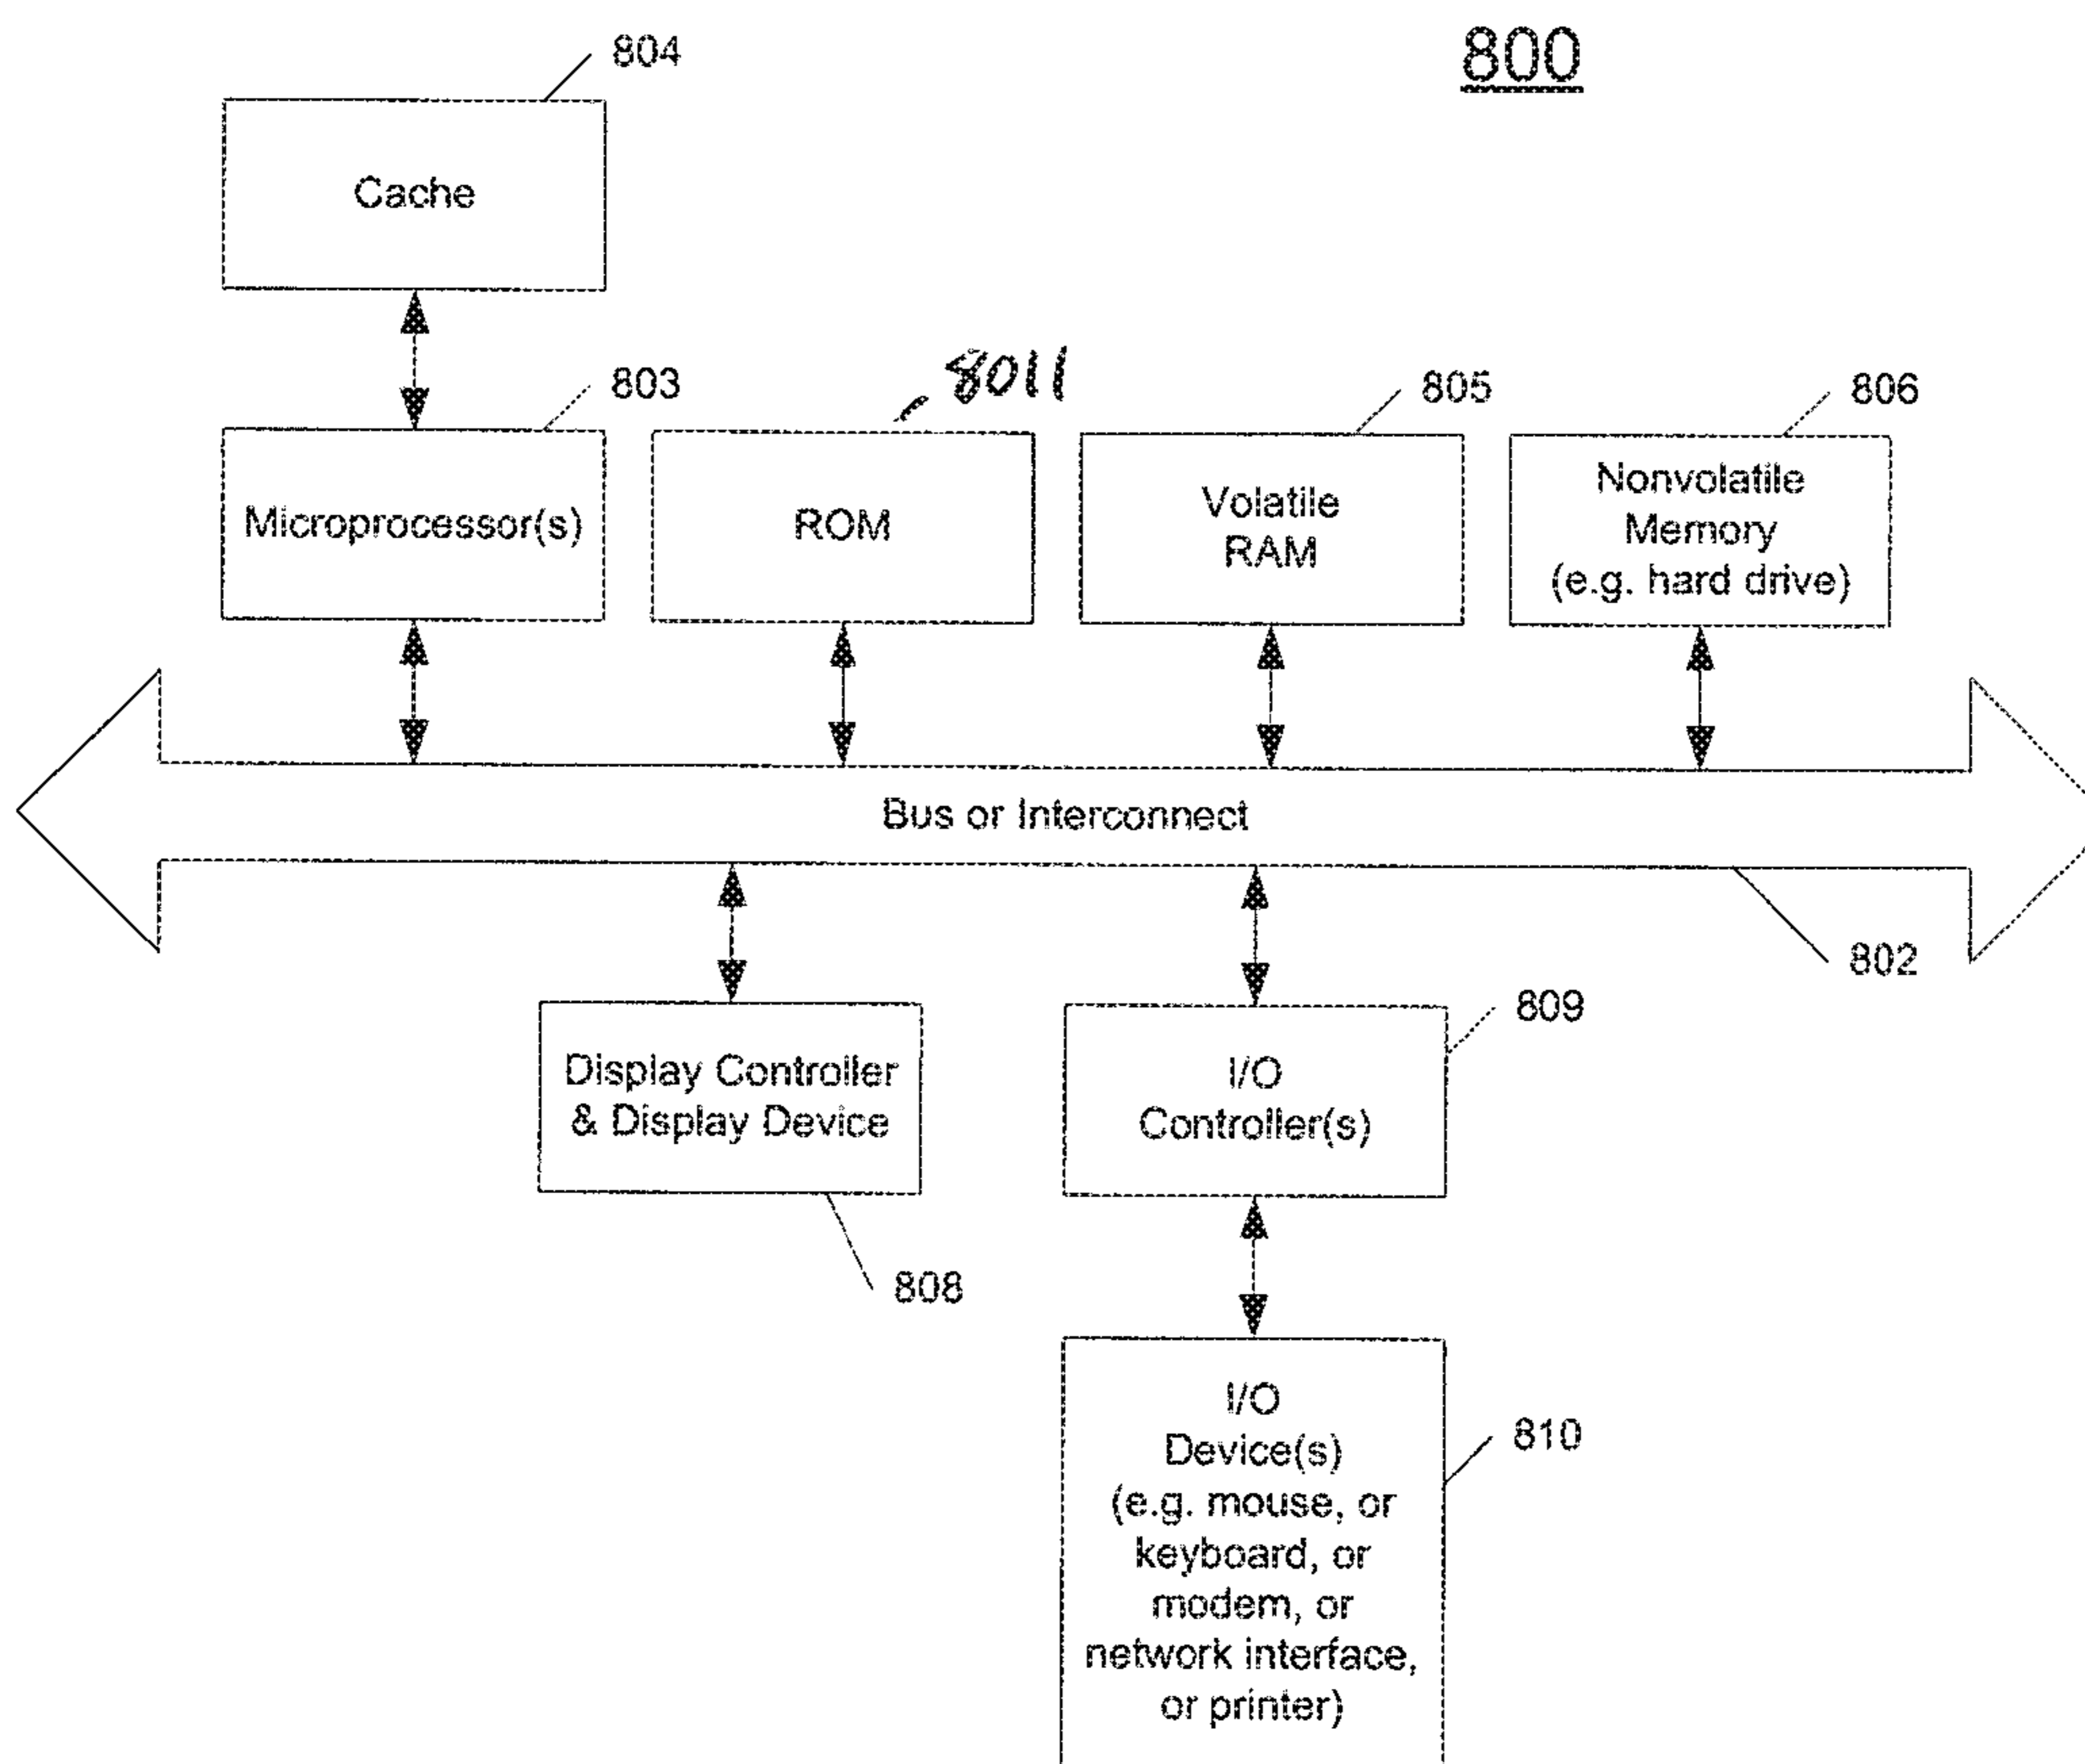 800
804
Cache
803
8011
805
806
Microprocessor(s)
ROM
Volatile
RAM
Nonvolatile
Memory
(e.g. hard drive)
Bus or Interconnect
802
Display Controller
& Display Device
808
809
I/O
Controller(s)
810
I/O
Device(s)
(e.g. mouse, or
keyboard, or
modem, or
network interface,
or printer)